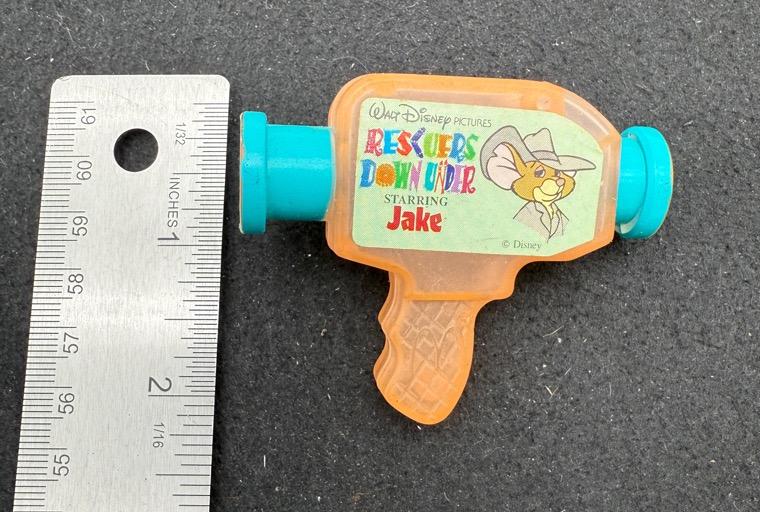 WALT DISNEY PICTURES
RESCUERS
DOWN UNDER
STARRING
Jake
© Disney
61
60
59
58
57
56
55
1/32
INCHES 1
2
1/16